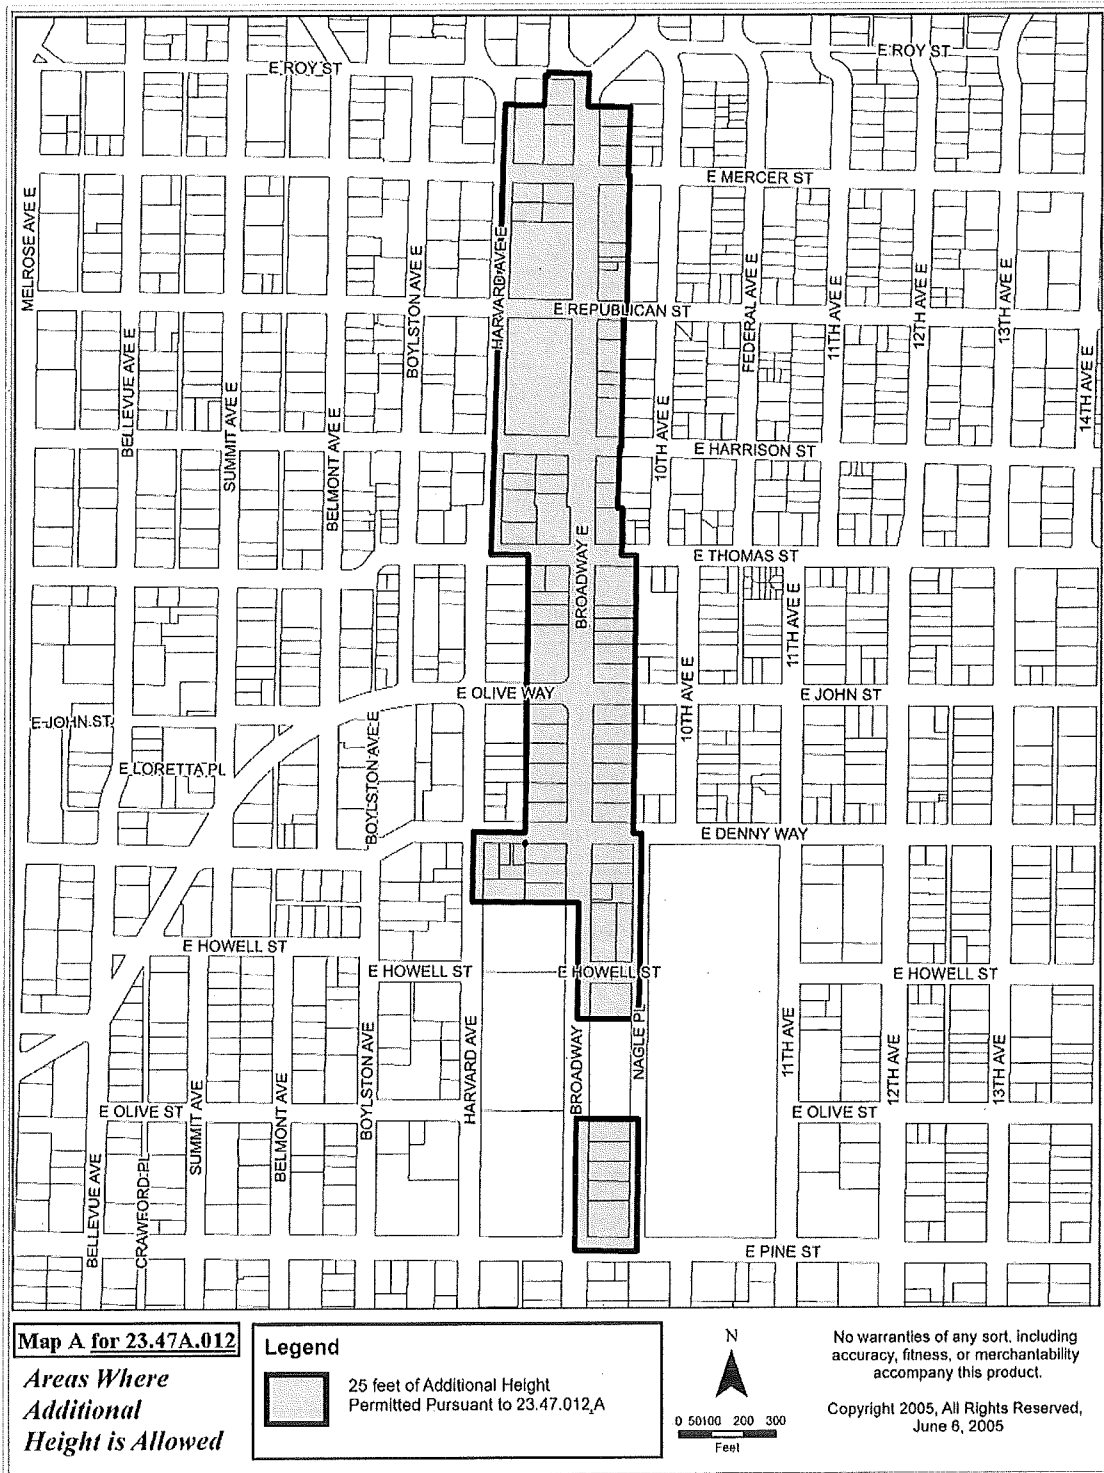 E ROY ST
E ROY ST
E MERCER ST
MELROSE AVE E
BELLEVUE AVE E
SUMMIT AVE E
BELMONT AVE E
BOYLSTON AVE E
HARVARD AVE E
E REPUBLICAN ST
FEDERAL AVE E
11TH AVE E
12TH AVE E
13TH AVE E
14TH AVE E
10TH AVE E
E HARRISON ST
BROADWAY E
E THOMAS ST
11TH AVE E
E OLIVE WAY
E JOHN ST
E JOHN ST
10TH AVE E
E LORETTA PL
BOYLSTON AVE E
E DENNY WAY
E HOWELL ST
E HOWELL ST
E HOWELL ST
E HOWELL ST
BELLEVUE AVE
CRAWFORD PL
SUMMIT AVE
BELMONT AVE
BOYLSTON AVE
HARVARD AVE
BROADWAY
NAGLE PL
11TH AVE
12TH AVE
13TH AVE
E OLIVE ST
E OLIVE ST
E PINE ST
Map A for 23.47A.012
Areas Where
Additional
Height is Allowed
Legend
25 feet of Additional Height
Permitted Pursuant to 23.47.012,A
N
0 50100 200 300
Feet
No warranties of any sort, including
accuracy, fitness, or merchantability
accompany this product.
Copyright 2005, All Rights Reserved,
June 6, 2005